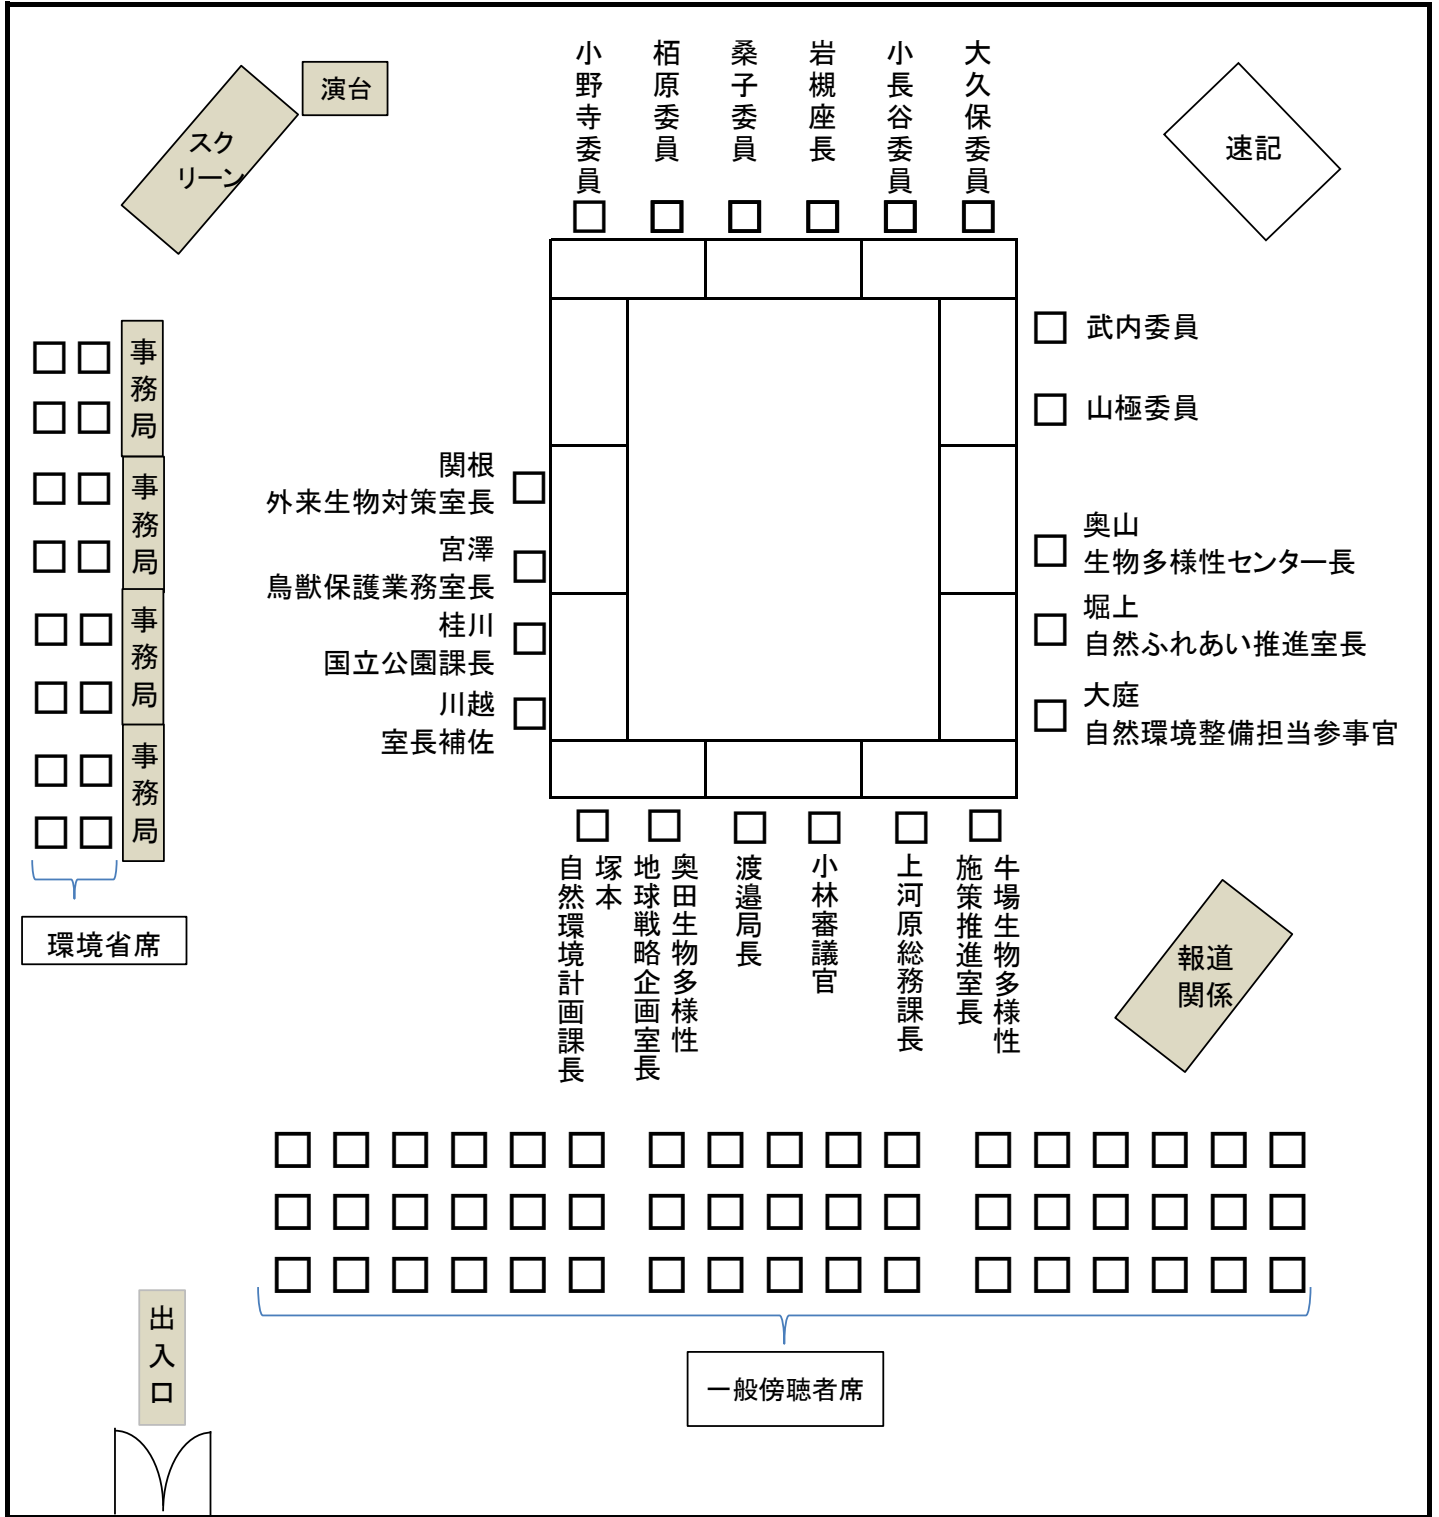 小野寺委員
栢原委員
桑子委員
岩槻座長
小長谷委員
大久保委員
演台
スク
リーン
速記
武内委員
山極委員
事務局
事務局
事務局
事務局
関根
外来生物対策室長
宮澤
鳥獣保護業務室長
桂川
国立公園課長
川越
室長補佐
奥山
生物多様性センター長
堀上
自然ふれあい推進室長
大庭
自然環境整備担当参事官
環境省席
塚本
自然環境計画課長
奥田生物多様性
地球戦略企画室長
渡邉局長
小林審議官
上河原総務課長
牛場生物多様性
施策推進室長
報道
関係
出入口
一般傍聴者席